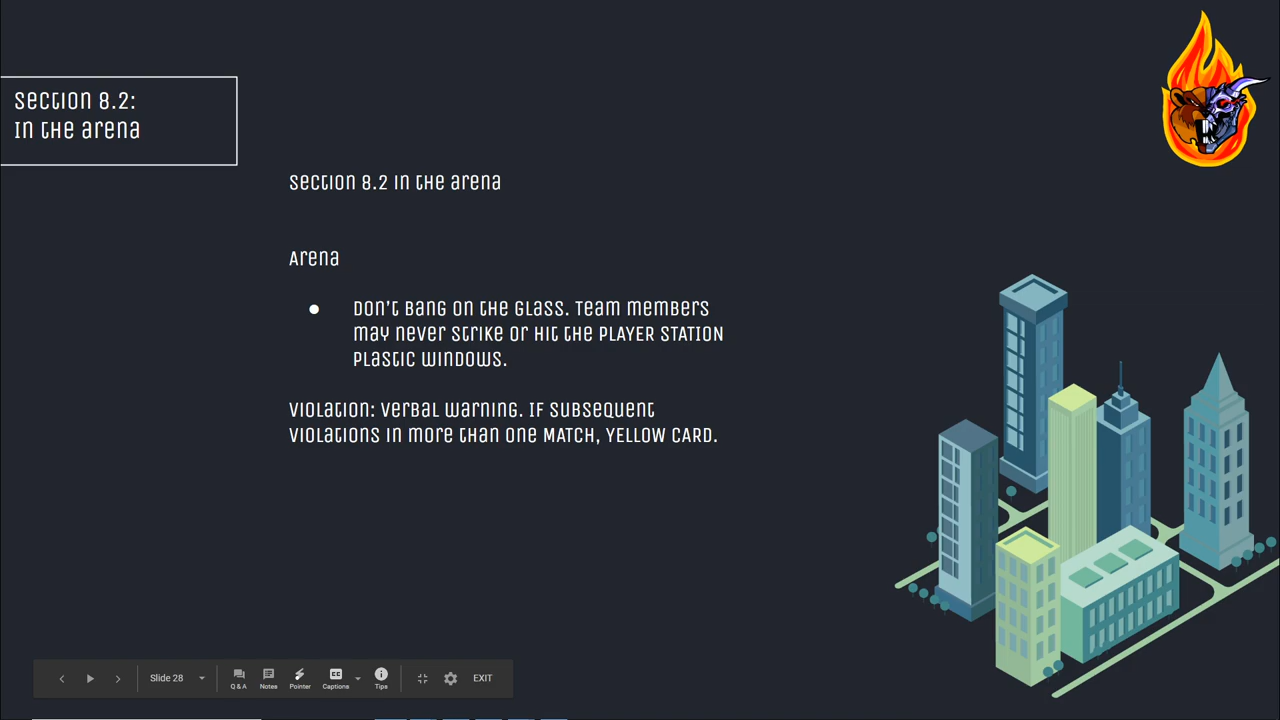 Section 8.2:
In the arena
Section 8.2 In the arena
Arena
● Don't bang on the glass. Team members
may never strike or hit the PLAYER STATION
plastic windows.
Violation: Verbal warning. If subsequent
violations in more than one MATCH, YELLOW CARD.
Slide 28
Q & A
Notes
Pointer
Captions
Tips
EXIT